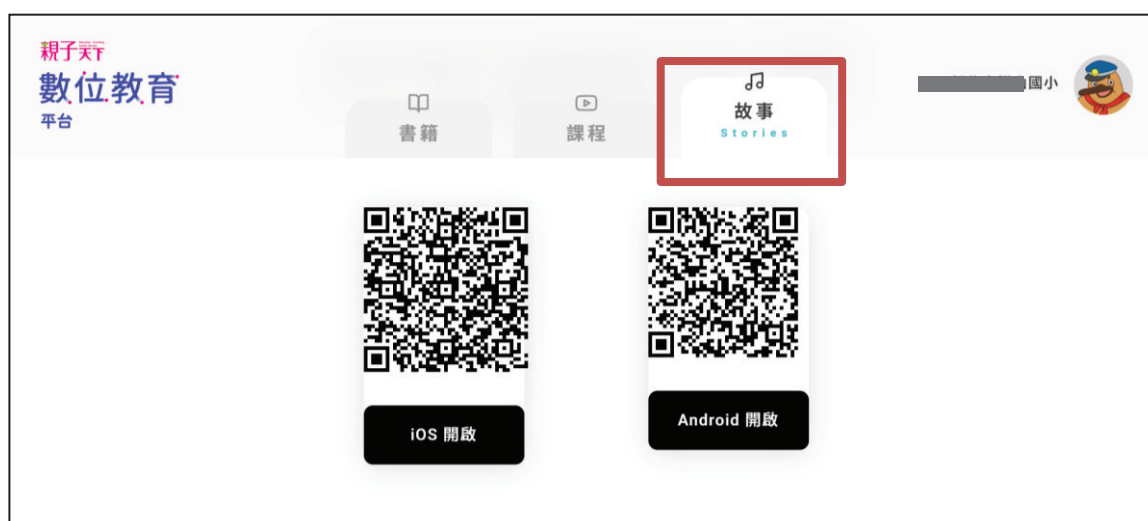 親子天下
數位教育
平台
書籍
課程
故事
Stories
國小
iOS 開啟
Android 開啟